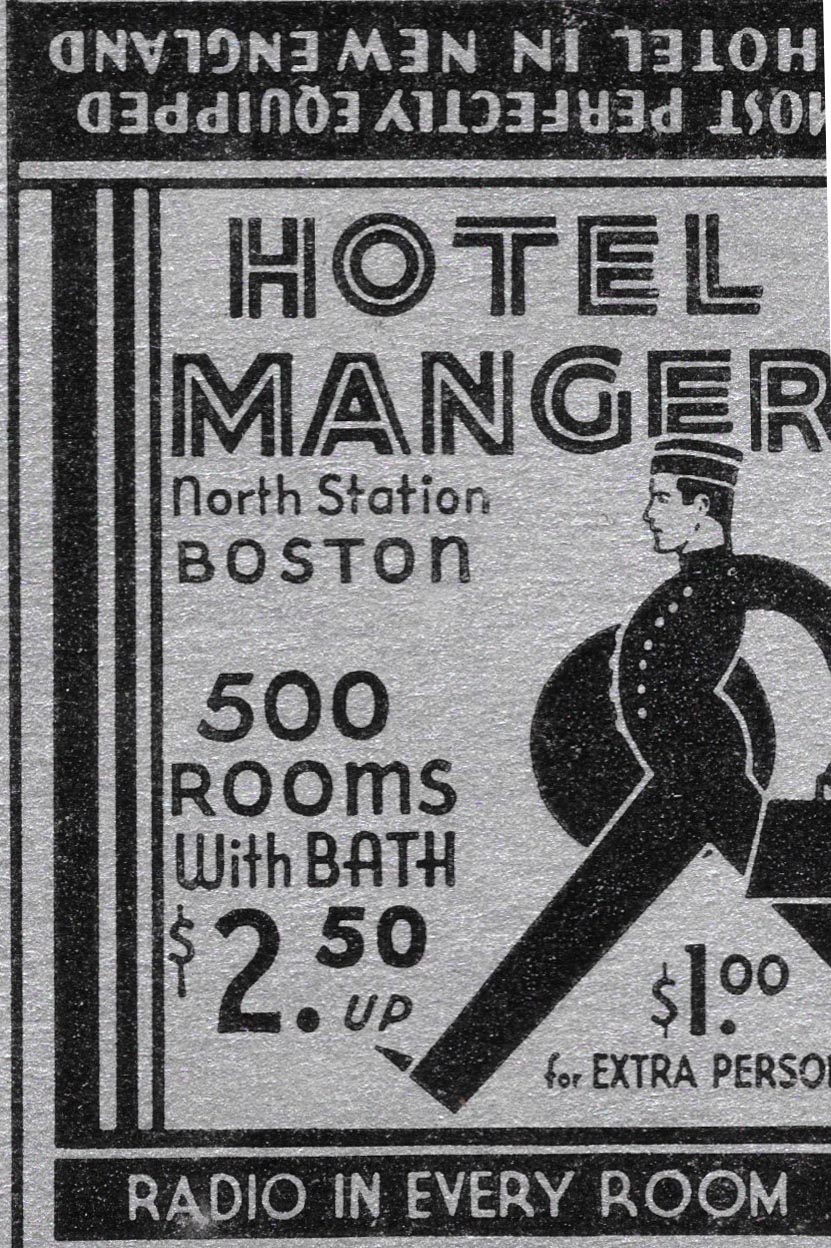 MOST PERFECTLY EQUIPPED
HOTEL IN NEW ENGLAND
HOTEL
MANGER
North Station
BOSTON
500
ROOMS
With BATH
$2.50 UP
$1.00
for EXTRA PERSON
RADIO IN EVERY ROOM